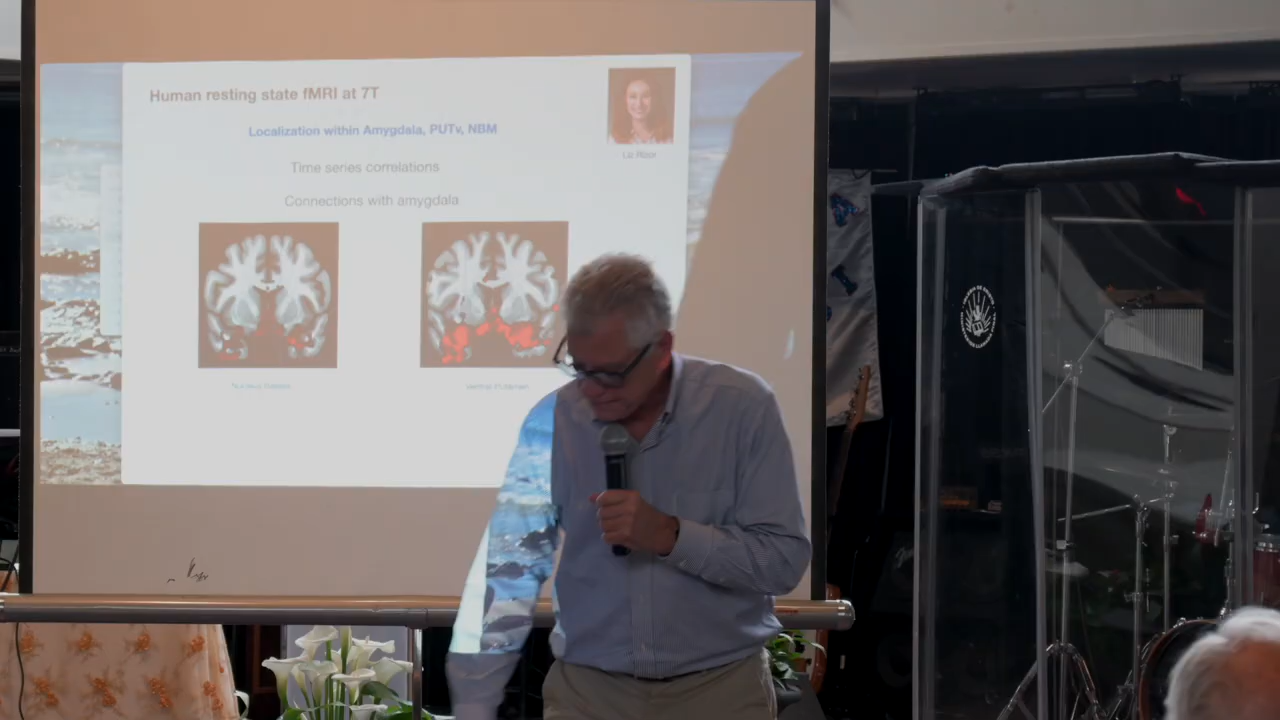 Human resting state fMRI at 7T
Localization within Amygdala, PUTv, NBM
Time series correlations
Connections with amygdala